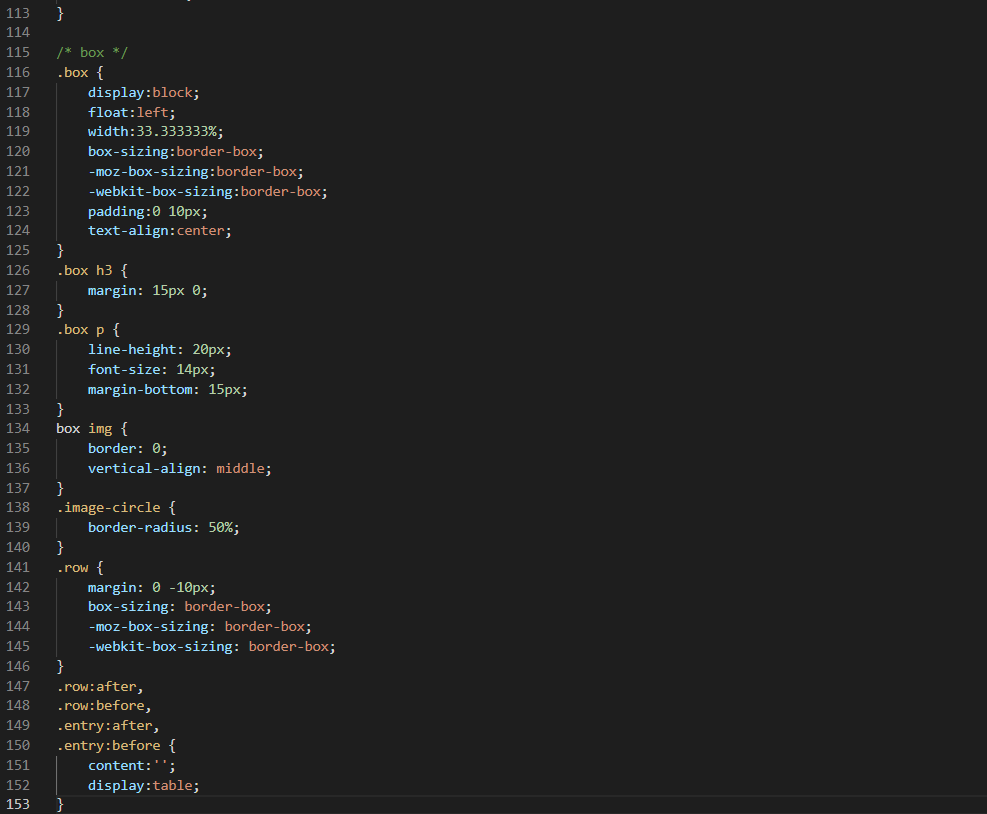 113 }
114
115 /* box */
116 .box {
117     display:block;
118     float:left;
119     width:33.333333%;
120     box-sizing:border-box;
121     -moz-box-sizing:border-box;
122     -webkit-box-sizing:border-box;
123     padding:0 10px;
124     text-align:center;
125 }
126 .box h3 {
127     margin: 15px 0;
128 }
129 .box p {
130     line-height: 20px;
131     font-size: 14px;
132     margin-bottom: 15px;
133 }
134 box img {
135     border: 0;
136     vertical-align: middle;
137 }
138 .image-circle {
139     border-radius: 50%;
140 }
141 .row {
142     margin: 0 -10px;
143     box-sizing: border-box;
144     -moz-box-sizing: border-box;
145     -webkit-box-sizing: border-box;
146 }
147 .row:after,
148 .row:before,
149 .entry:after,
150 .entry:before {
151     content:'';
152     display:table;
153 }